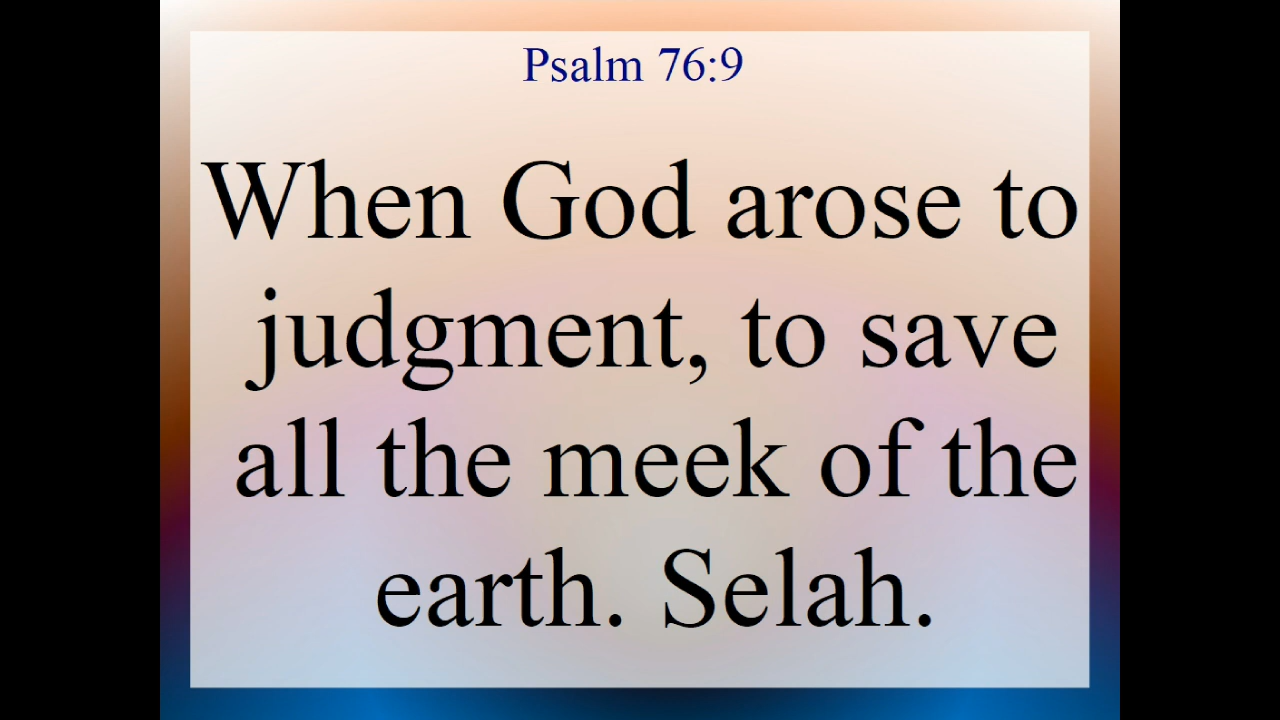 Psalm 76:9
When God arose to
judgment, to save
all the meek of the
earth. Selah.